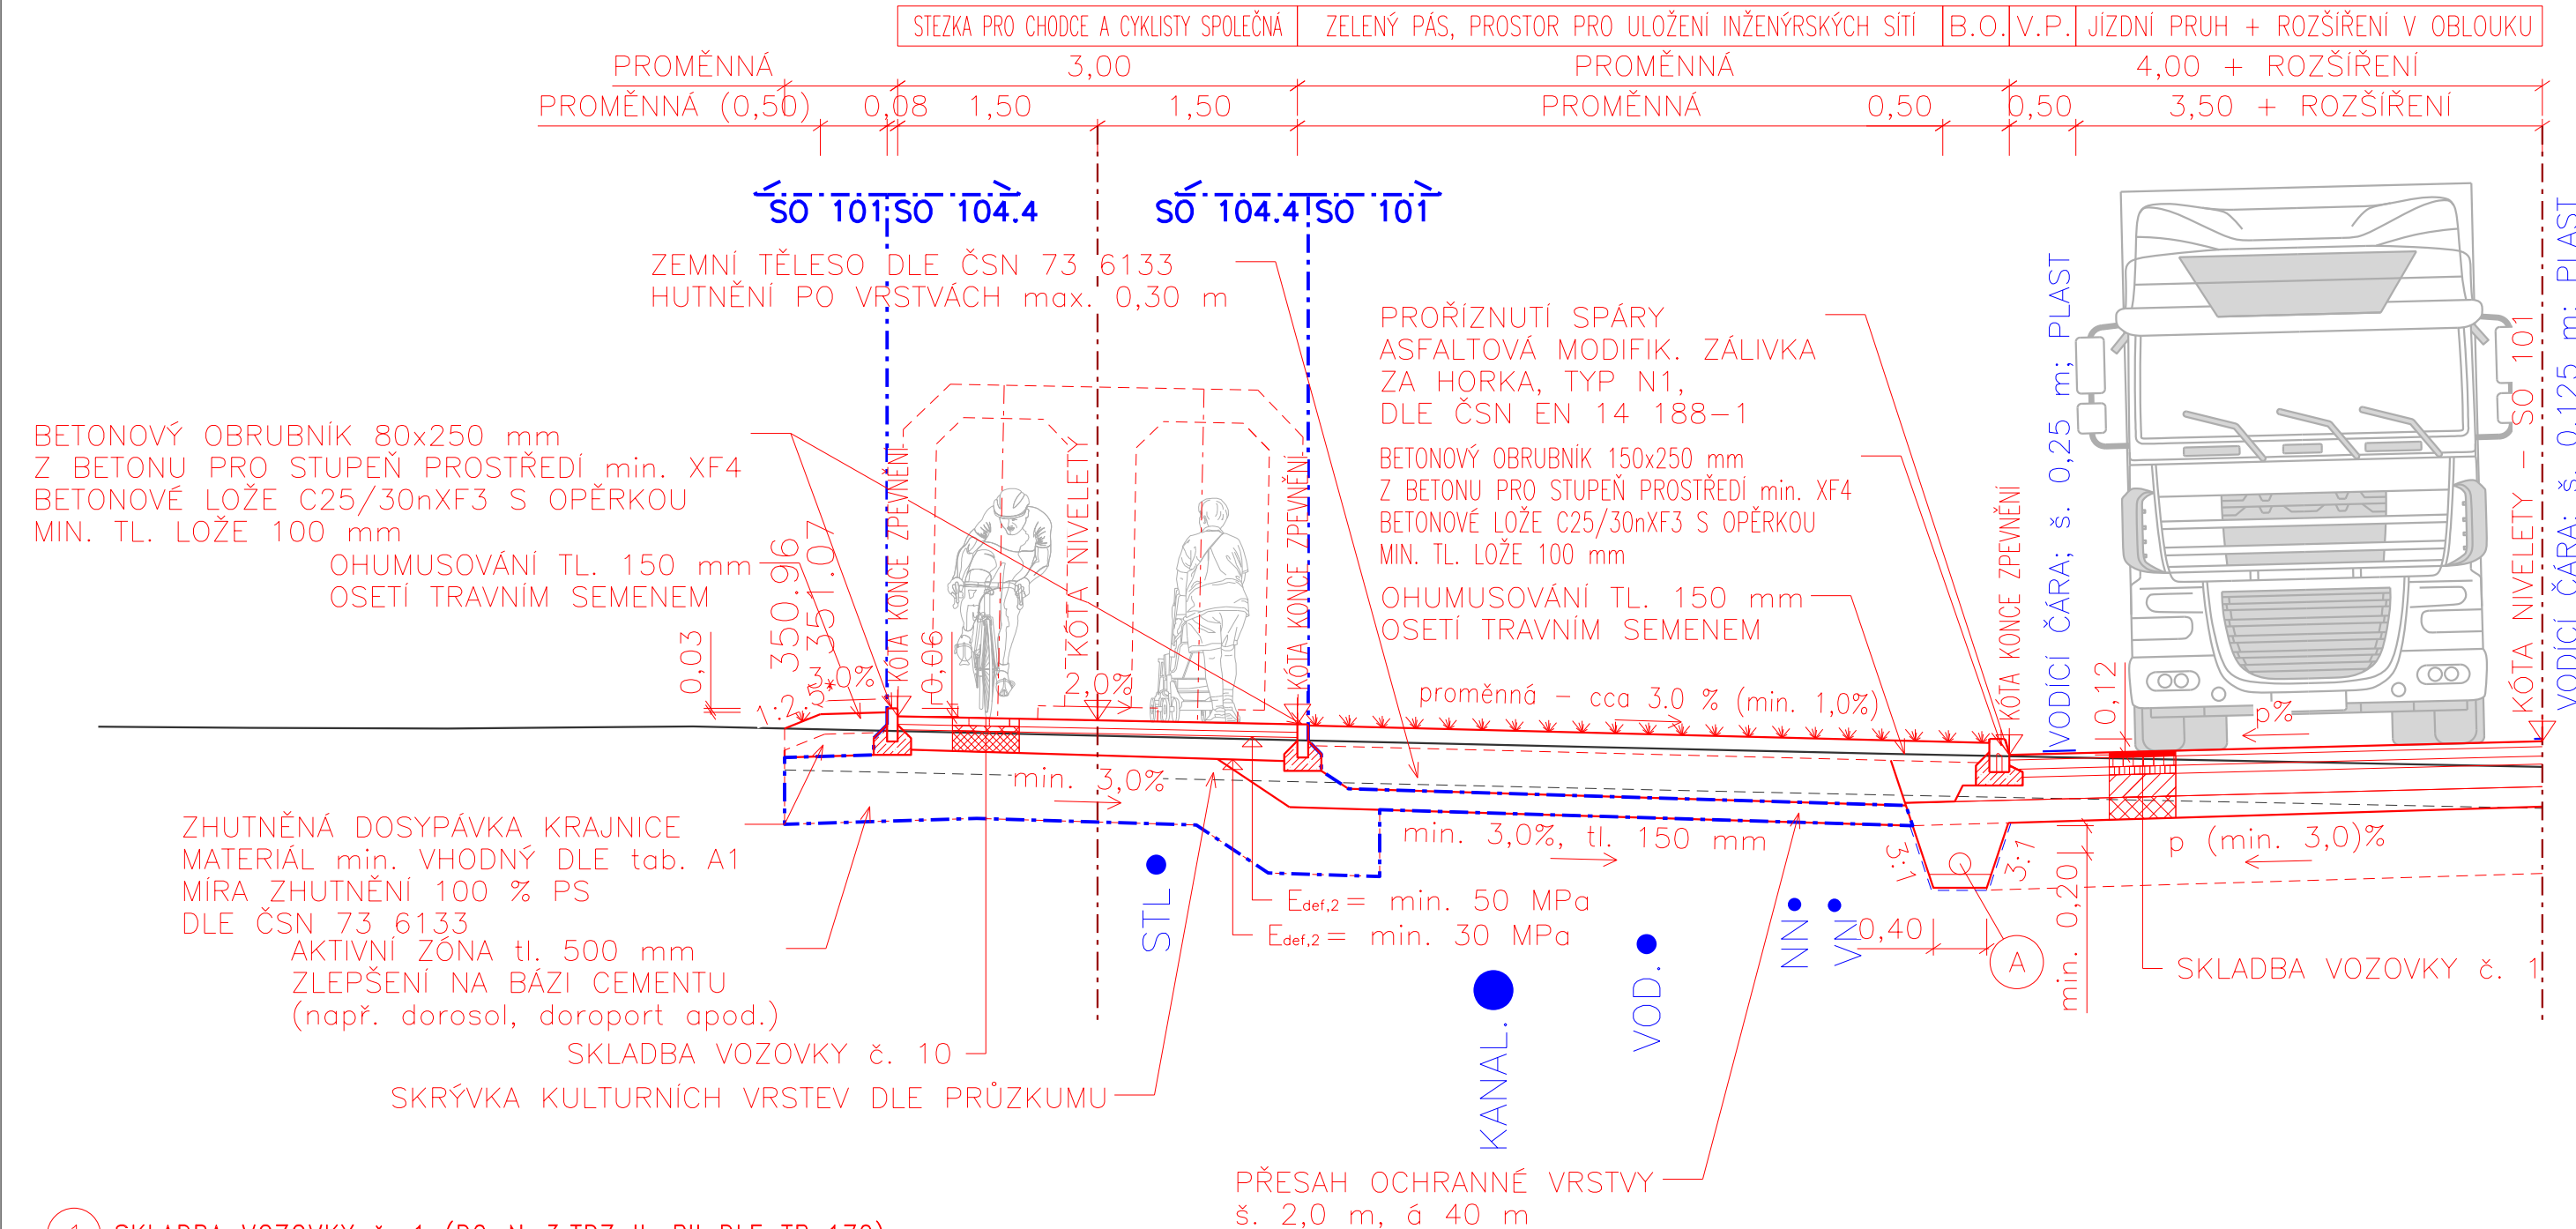 STEZKA PRO CHODCE A CYKLISTY SPOLEČNÁ
ZELENÝ PÁS, PROSTOR PRO ULOŽENÍ INŽENÝRSKÝCH SÍTÍ
B.O.
V.P.
JÍZDNÍ PRUH + ROZŠÍŘENÍ V OBLOUKU
PROMĚNNÁ
3,00
PROMĚNNÁ
4,00 + ROZŠÍŘENÍ
PROMĚNNÁ (0,50)
0,08
1,50
1,50
PROMĚNNÁ
0,50
0,50
3,50 + ROZŠÍŘENÍ
SO 101
SO 104.4
SO 104.4
SO 101
ZEMNÍ TĚLESO DLE ČSN 73 6133
HUTNĚNÍ PO VRSTVÁCH max. 0,30 m
PROŘÍZNUTÍ SPÁRY
ASFALTOVÁ MODIFIK. ZÁLIVKA
ZA HORKA, TYP N1,
DLE ČSN EN 14 188-1
BETONOVÝ OBRUBNÍK 80x250 mm
Z BETONU PRO STUPEŇ PROSTŘEDÍ min. XF4
BETONOVÉ LOŽE C25/30nXF3 S OPĚRKOU
MIN. TL. LOŽE 100 mm
OHUMUSOVÁNÍ TL. 150 mm
OSETÍ TRAVNÍM SEMENEM
BETONOVÝ OBRUBNÍK 150x250 mm
Z BETONU PRO STUPEŇ PROSTŘEDÍ min. XF4
BETONOVÉ LOŽE C25/30nXF3 S OPĚRKOU
MIN. TL. LOŽE 100 mm
OHUMUSOVÁNÍ TL. 150 mm
OSETÍ TRAVNÍM SEMENEM
0,03
350.96
351.07
KÓTA KONCE ZPEVNĚNÍ
0,06
KÓTA NIVELETY
KÓTA KONCE ZPEVNĚNÍ
KÓTA KONCE ZPEVNĚNÍ
VODÍCÍ ČÁRA; š. 0,25 m; PLAST
0,12
KÓTA NIVELETY - SO 101
VODÍCÍ ČÁRA; š. 0,125 m; PLAST
1:2.5*
3.0%
2,0%
proměnná - cca 3.0 % (min. 1,0%)
p%
min. 3,0%
min. 3,0%, tl. 150 mm
p (min. 3,0)%
3:1
3:1
ZHUTNĚNÁ DOSYPÁVKA KRAJNICE
MATERIÁL min. VHODNÝ DLE tab. A1
MÍRA ZHUTNĚNÍ 100 % PS
DLE ČSN 73 6133
AKTIVNÍ ZÓNA tl. 500 mm
ZLEPŠENÍ NA BÁZI CEMENTU
(např. dorosol, doroport apod.)
Edef,2 = min. 50 MPa
Edef,2 = min. 30 MPa
STL
KANAL.
VOD.
NN
VN
0,40
A
min. 0,20
SKLADBA VOZOVKY č. 1
SKLADBA VOZOVKY č. 10
SKRÝVKA KULTURNÍCH VRSTEV DLE PRŮZKUMU
PŘESAH OCHRANNÉ VRSTVY
š. 2,0 m, á 40 m